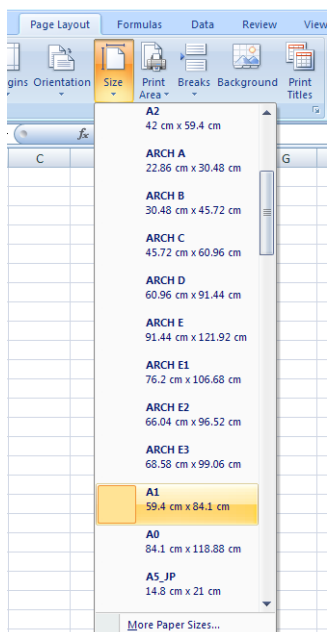 Page Layout Formulas Data Review View
gins Orientation Size Print Area Breaks Background Print Titles
fx
C G
A2
42 cm x 59.4 cm
ARCH A
22.86 cm x 30.48 cm
ARCH B
30.48 cm x 45.72 cm
ARCH C
45.72 cm x 60.96 cm
ARCH D
60.96 cm x 91.44 cm
ARCH E
91.44 cm x 121.92 cm
ARCH E1
76.2 cm x 106.68 cm
ARCH E2
66.04 cm x 96.52 cm
ARCH E3
68.58 cm x 99.06 cm
A1
59.4 cm x 84.1 cm
A0
84.1 cm x 118.88 cm
A5_JP
14.8 cm x 21 cm
More Paper Sizes...